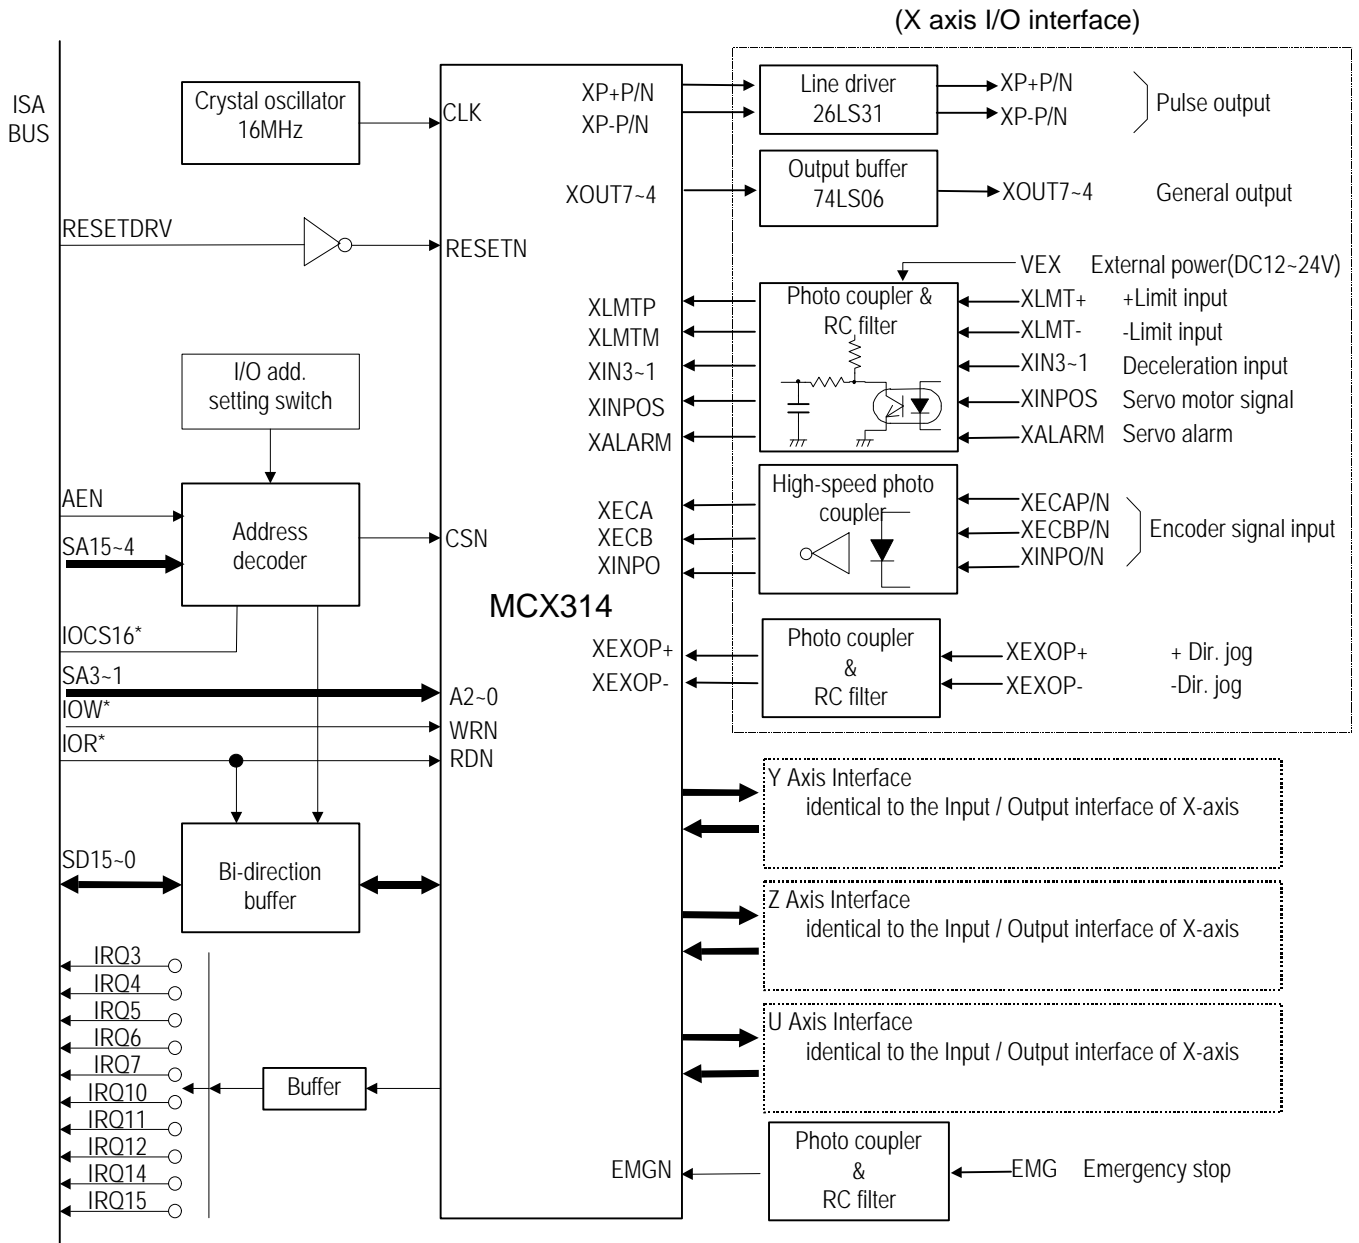 (X axis I/O interface)
ISA
BUS
Crystal oscillator
16MHz
CLK
XP+P/N
XP-P/N
Line driver
26LS31
XP+P/N
XP-P/N
Pulse output
XOUT7~4
Output buffer
74LS06
XOUT7~4
General output
RESETDRV
RESETN
VEX
External power(DC12~24V)
XLMTP
XLMTM
XIN3~1
XINPOS
XALARM
Photo coupler &
RC filter
XLMT+
+Limit input
XLMT-
-Limit input
XIN3~1
Deceleration input
XINPOS
Servo motor signal
XALARM
Servo alarm
I/O add.
setting switch
AEN
SA15~4
Address
decoder
CSN
XECA
XECB
XINPO
High-speed photo
coupler
XECAP/N
XECBP/N
XINPO/N
Encoder signal input
MCX314
IOCS16*
SA3~1
IOW*
IOR*
A2~0
WRN
RDN
XEXOP+
XEXOP-
Photo coupler
&
RC filter
XEXOP+
+ Dir. jog
XEXOP-
-Dir. jog
Y Axis Interface
identical to the Input / Output interface of X-axis
SD15~0
Bi-direction
buffer
Z Axis Interface
identical to the Input / Output interface of X-axis
IRQ3
IRQ4
IRQ5
IRQ6
IRQ7
IRQ10
IRQ11
IRQ12
IRQ14
IRQ15
Buffer
U Axis Interface
identical to the Input / Output interface of X-axis
EMGN
Photo coupler
&
RC filter
EMG
Emergency stop